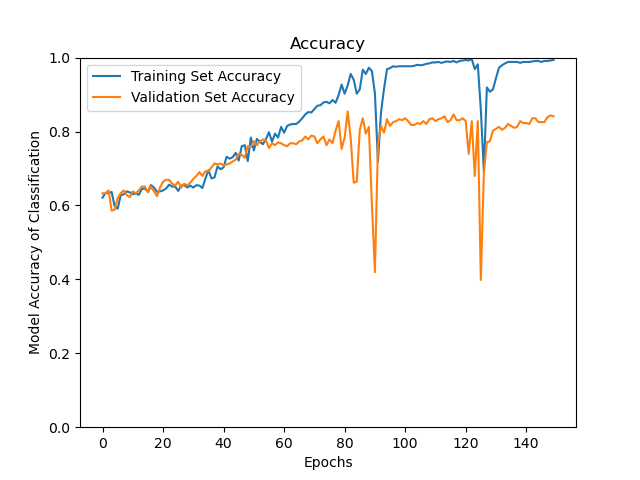 Accuracy
Training Set Accuracy
Validation Set Accuracy
Model Accuracy of Classification
1.0
0.8
0.6
0.4
0.2
0.0
0 20 40 60 80 100 120 140
Epochs